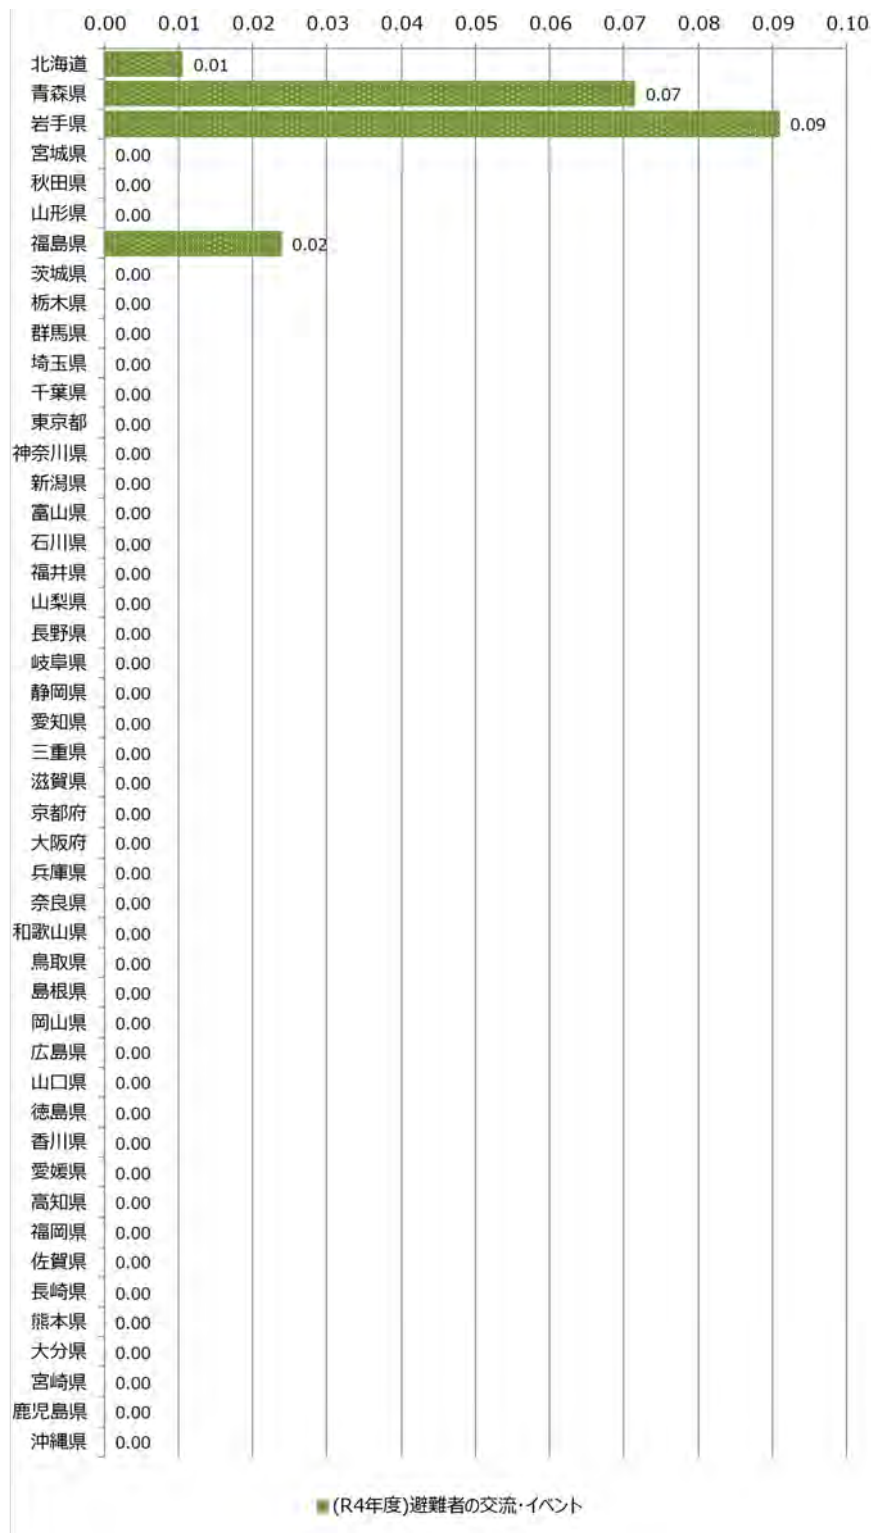 0.00 0.01 0.02 0.03 0.04 0.05 0.06 0.07 0.08 0.09 0.10
北海道 0.01
青森県 0.07
岩手県 0.09
宮城県 0.00
秋田県 0.00
山形県 0.00
福島県 0.02
茨城県 0.00
栃木県 0.00
群馬県 0.00
埼玉県 0.00
千葉県 0.00
東京都 0.00
神奈川県 0.00
新潟県 0.00
富山県 0.00
石川県 0.00
福井県 0.00
山梨県 0.00
長野県 0.00
岐阜県 0.00
静岡県 0.00
愛知県 0.00
三重県 0.00
滋賀県 0.00
京都府 0.00
大阪府 0.00
兵庫県 0.00
奈良県 0.00
和歌山県 0.00
鳥取県 0.00
島根県 0.00
岡山県 0.00
広島県 0.00
山口県 0.00
徳島県 0.00
香川県 0.00
愛媛県 0.00
高知県 0.00
福岡県 0.00
佐賀県 0.00
長崎県 0.00
熊本県 0.00
大分県 0.00
宮崎県 0.00
鹿児島県 0.00
沖縄県 0.00
(R4年度)避難者の交流・イベント